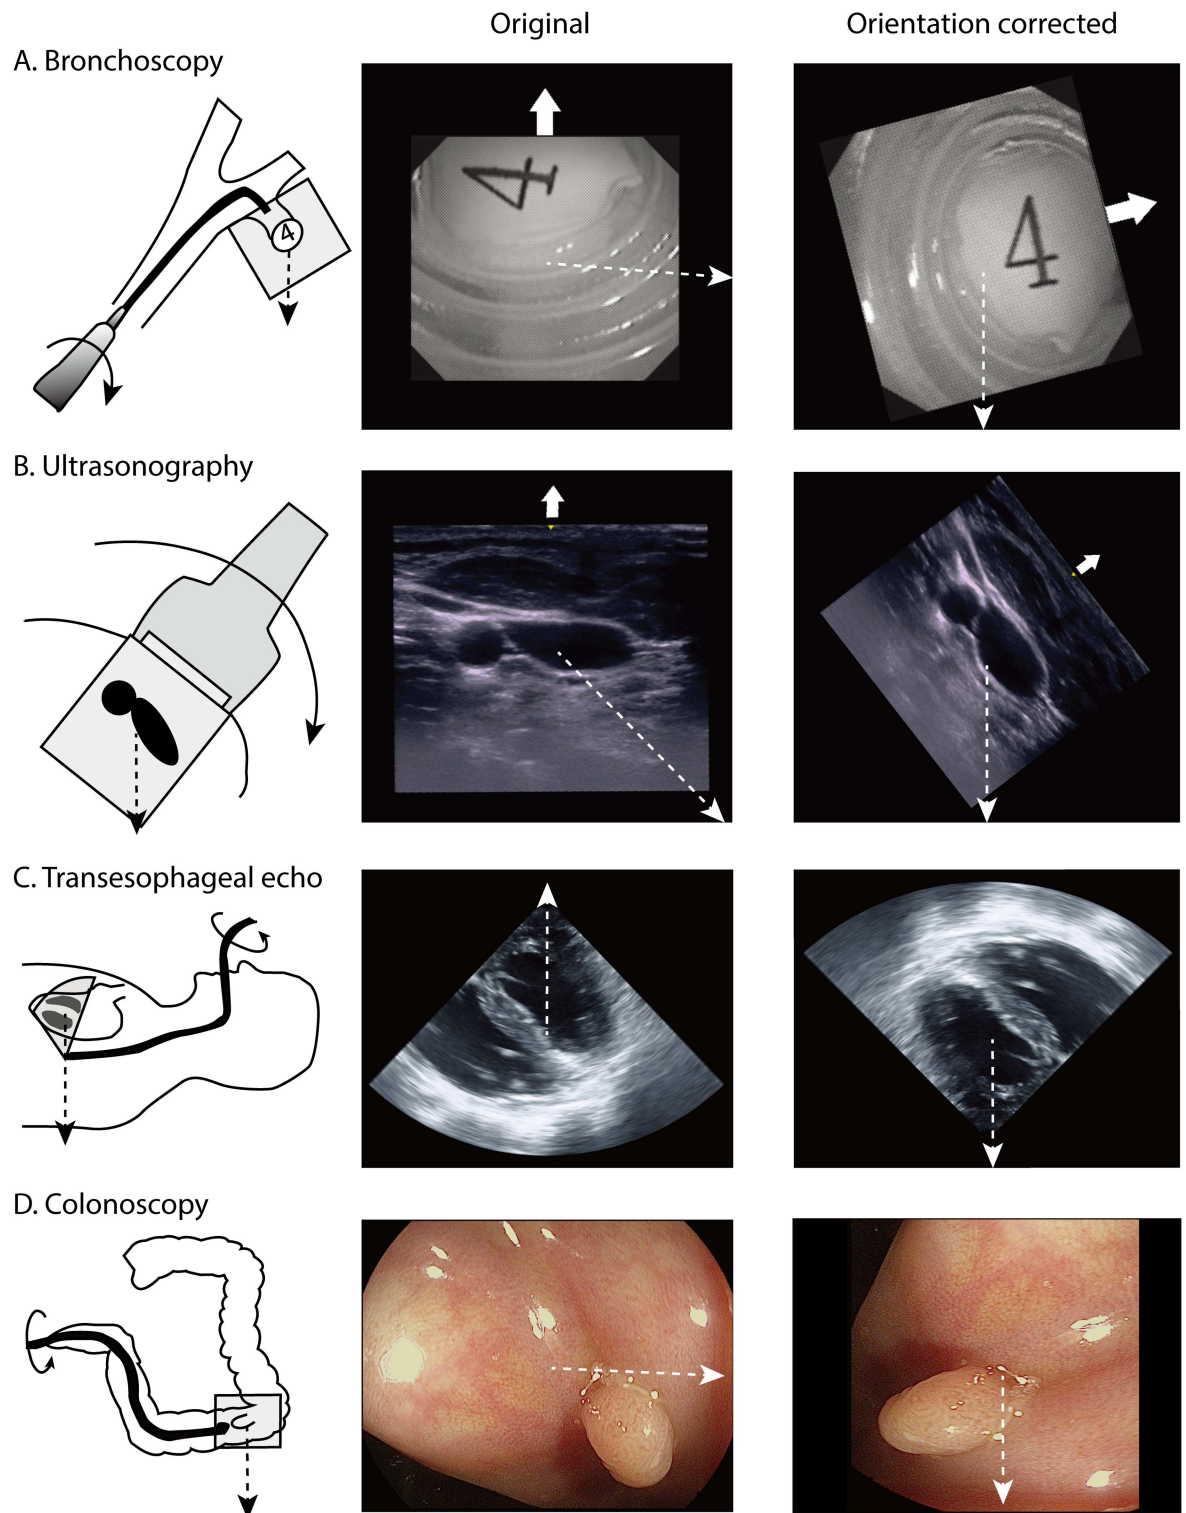 Original
Orientation corrected
A. Bronchoscopy
4
4
4
B. Ultrasonography
C. Transesophageal echo
D. Colonoscopy